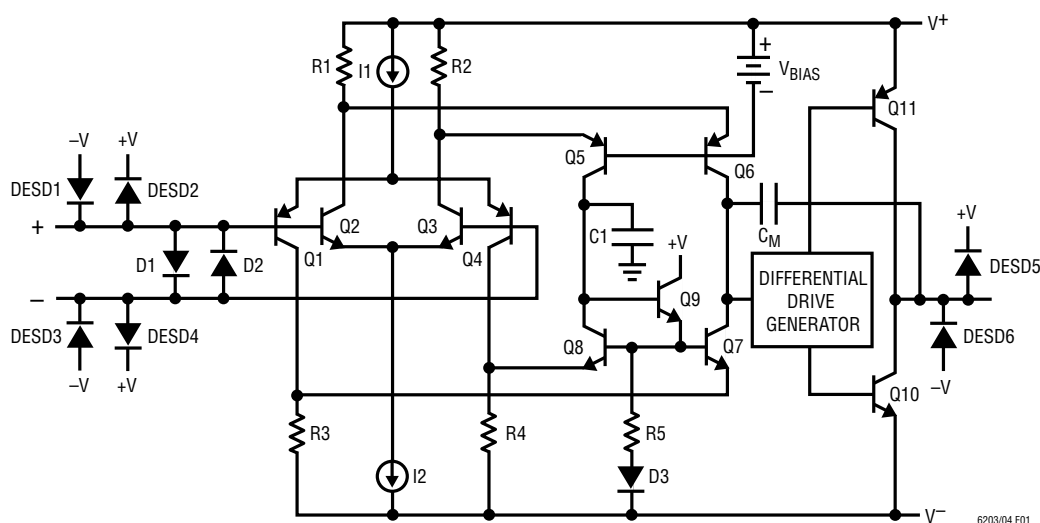 V+
R1
I1
R2
+
VBIAS
–
Q11
–V
+V
Q5
Q6
DESD1
DESD2
+V
+
Q2
Q3
C1
CM
Q1
Q4
+V
D1
D2
DIFFERENTIAL
DRIVE
GENERATOR
DESD5
–
Q9
DESD3
DESD4
Q8
Q7
DESD6
–V
+V
–V
Q10
R3
R4
R5
I2
D3
V–
6203/04 F01